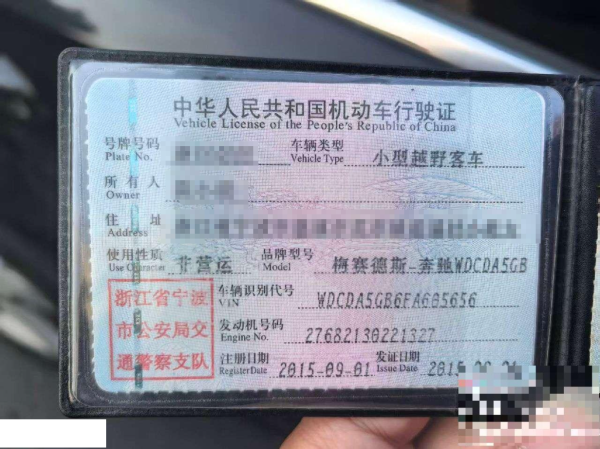 中华人民共和国机动车行驶证
Vehicle License of the People's Republic of China
号牌号码 车辆类型 小型越野客车
Plate No. Vehicle Type
所有人
Owner
住址
Address
使用性质 非营运 品牌型号 梅赛德斯-奔驰WDCDA5GB
Use Character Model
浙江省宁波
市公安局交
通警察支队
车辆识别代号 WDCDA5GB6FA605656
VIN
发动机号码 27682130221327
Engine No.
注册日期 2015-09-01 发证日期
Register Date Issue Date